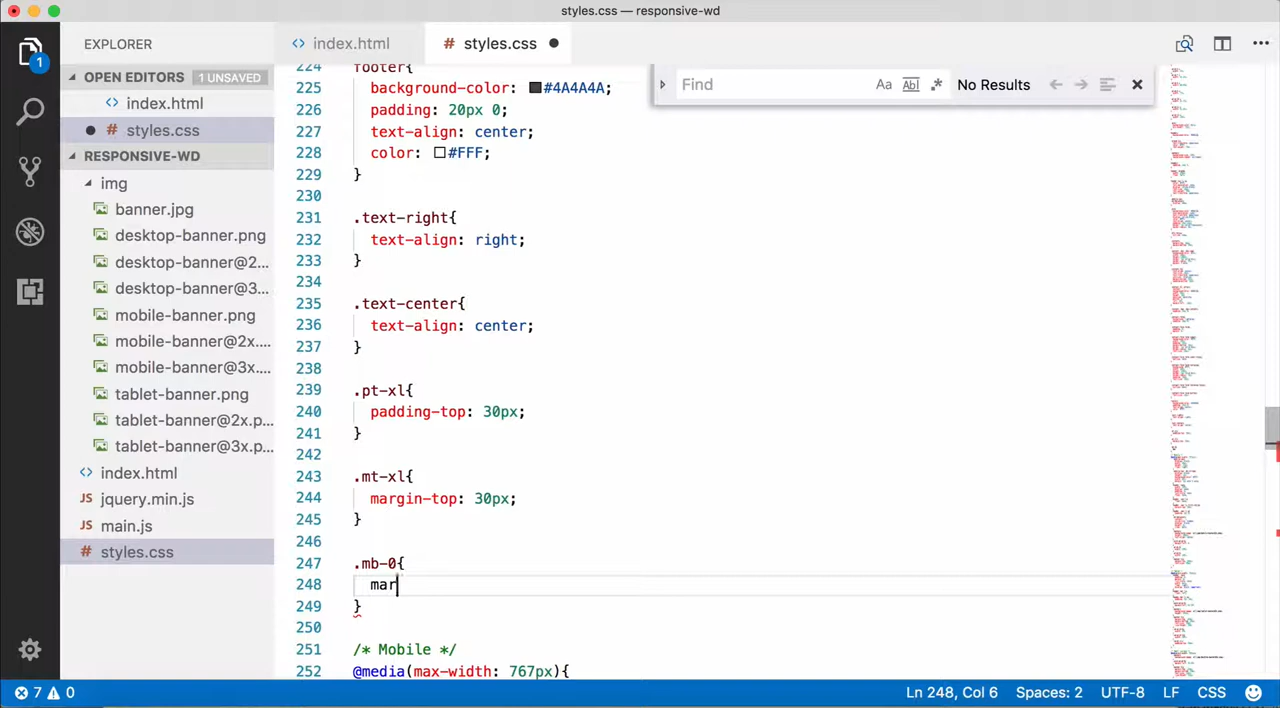 styles.css — responsive-wd
EXPLORER
<> index.html
# styles.css ●
1
OPEN EDITORS 1 UNSAVED
<> index.html
● # styles.css
RESPONSIVE-W
img
banner.jpg
desktop-banner.png
desktop-banner@2...
desktop-banner@3...
mobile-banner.png
mobile-banner@2x....
mobile-banner@3x....
tablet-banner.png
tablet-banner@2x.p...
tablet-banner@3x.p...
<> index.html
JS jquery.min.js
JS main.js
# styles.css
Find Aa Ab| .* No Results
224 footer{
225 background-color: #4A4A4A;
226 padding: 20px 0;
227 text-align: center;
228 color: #FFF;
229 }
230
231 .text-right{
232 text-align: right;
233 }
234
235 .text-center{
236 text-align: center;
237 }
238
239 .pt-xl{
240 padding-top: 30px;
241 }
242
243 .mt-xl{
244 margin-top: 30px;
245 }
246
247 .mb-0{
248 mar
249 }
250
251 /* Mobile */
252 @media(max-width: 767px){
7 0
Ln 248, Col 6 Spaces: 2 UTF-8 LF CSS